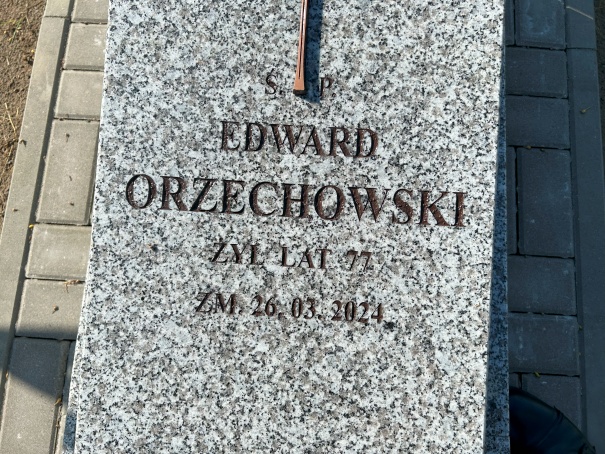 Ś. P
EDWARD
ORZECHOWSKI
ŻYŁ LAT 77
ZM. 26. 03. 2024